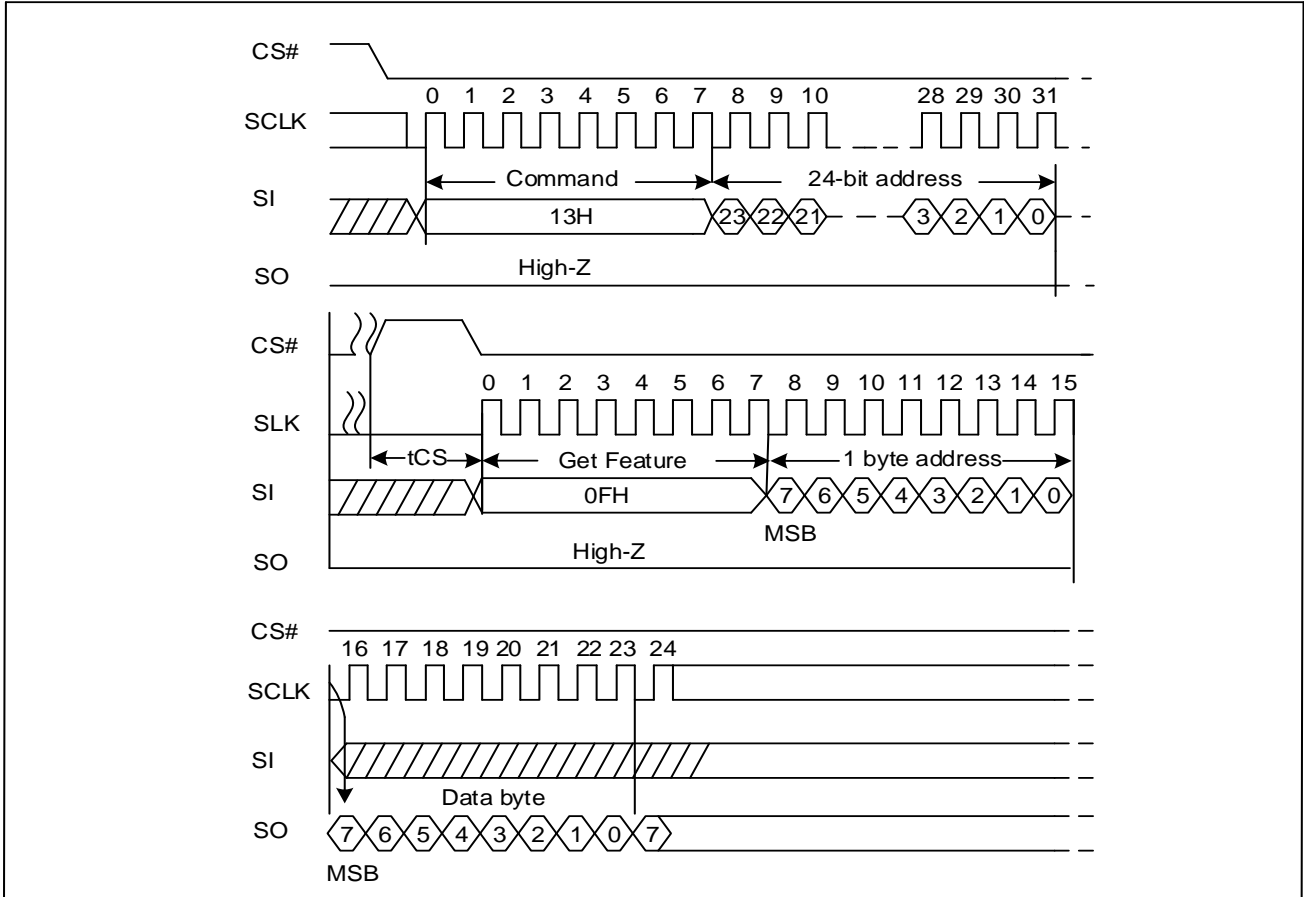 CS#
0 1 2 3 4 5 6 7 8 9 10 28 29 30 31
SCLK
Command 24-bit address
SI
13H 23 22 21 3 2 1 0
High-Z
SO
CS#
0 1 2 3 4 5 6 7 8 9 10 11 12 13 14 15
SLK
tCS Get Feature 1 byte address
SI
0FH 7 6 5 4 3 2 1 0
MSB
High-Z
SO
CS#
16 17 18 19 20 21 22 23 24
SCLK
SI
Data byte
SO 7 6 5 4 3 2 1 0 7
MSB